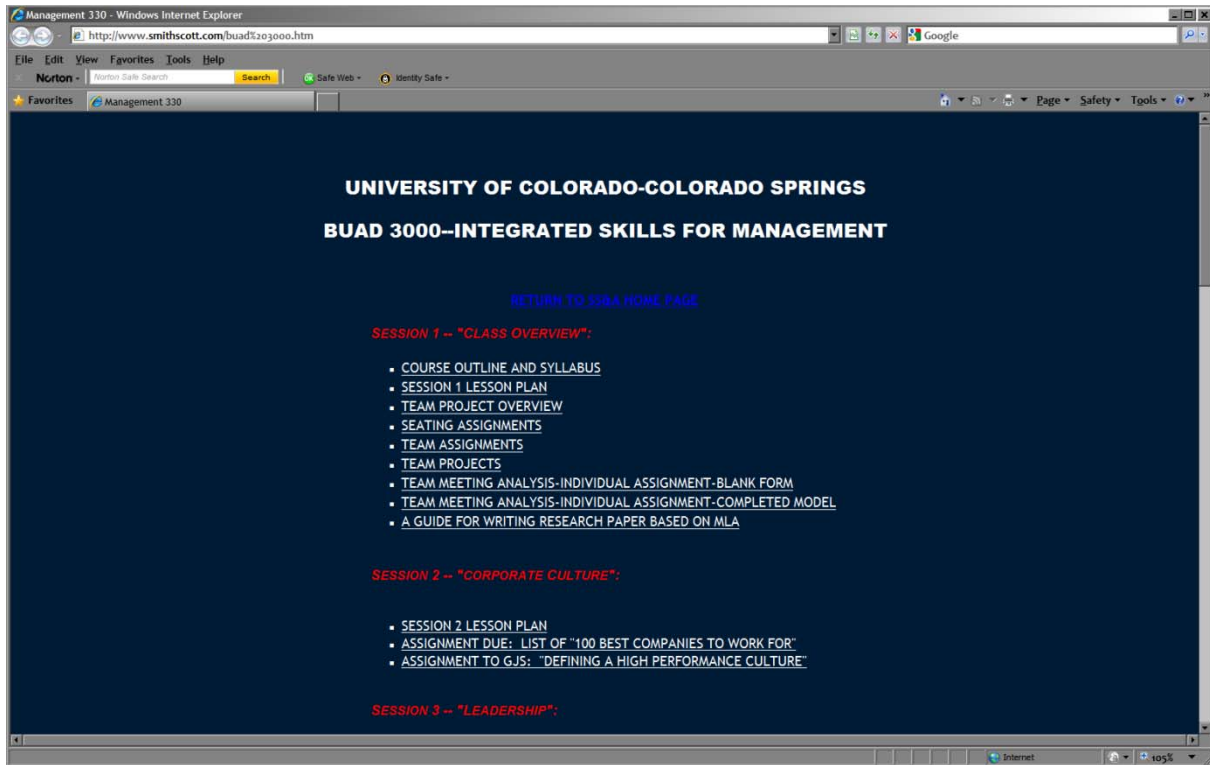 Management 330 - Windows Internet Explorer
http://www.smithscott.com/buad%203000.htm
Google
File Edit View Favorites Tools Help
Norton Norton Safe Search Search Safe Web Identity Safe
Favorites Management 330 Page Safety Tools
UNIVERSITY OF COLORADO-COLORADO SPRINGS
BUAD 3000--INTEGRATED SKILLS FOR MANAGEMENT
RETURN TO SS&A HOME PAGE
SESSION 1 -- "CLASS OVERVIEW":
COURSE OUTLINE AND SYLLABUS
SESSION 1 LESSON PLAN
TEAM PROJECT OVERVIEW
SEATING ASSIGNMENTS
TEAM ASSIGNMENTS
TEAM PROJECTS
TEAM MEETING ANALYSIS-INDIVIDUAL ASSIGNMENT-BLANK FORM
TEAM MEETING ANALYSIS-INDIVIDUAL ASSIGNMENT-COMPLETED MODEL
A GUIDE FOR WRITING RESEARCH PAPER BASED ON MLA
SESSION 2 -- "CORPORATE CULTURE":
SESSION 2 LESSON PLAN
ASSIGNMENT DUE: LIST OF "100 BEST COMPANIES TO WORK FOR"
ASSIGNMENT TO GJS: "DEFINING A HIGH PERFORMANCE CULTURE"
SESSION 3 -- "LEADERSHIP":
Internet 105%